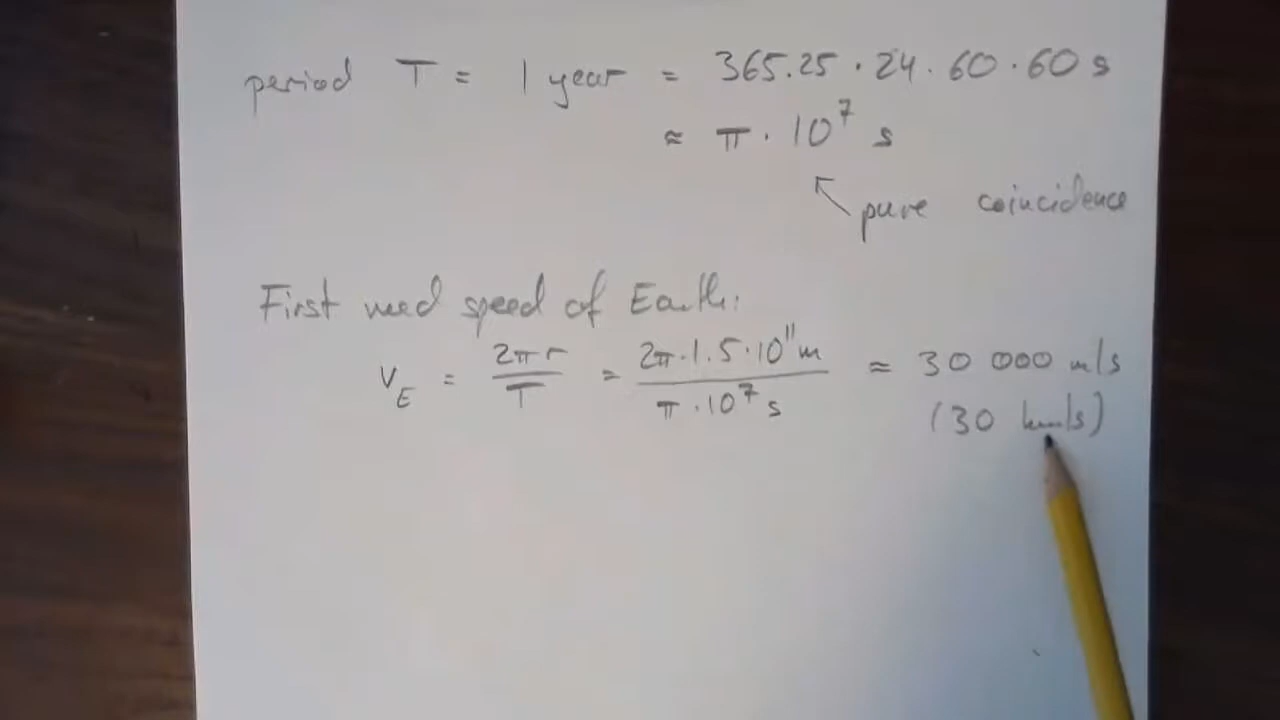 period T = 1 year = 365.25 · 24 · 60 · 60 s
≈ π · 10⁷ s
pure coincidence
First need speed of Earth:
v_E = 2πr / T = 2π · 1.5 · 10¹¹ m / π · 10⁷ s ≈ 30 000 m/s
(30 km/s)